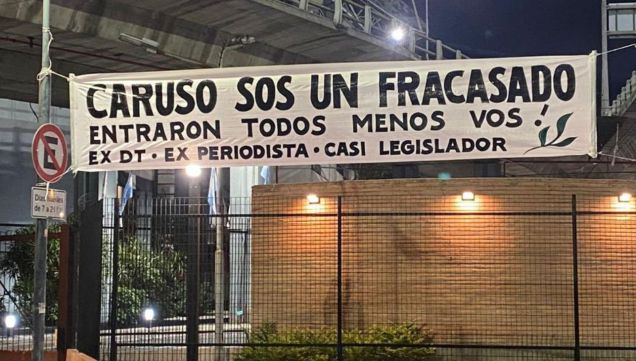 CARUSO SOS UN FRACASADO
ENTRARON TODOS MENOS VOS!
EX DT • EX PERIODISTA • CASI LEGISLADOR
E